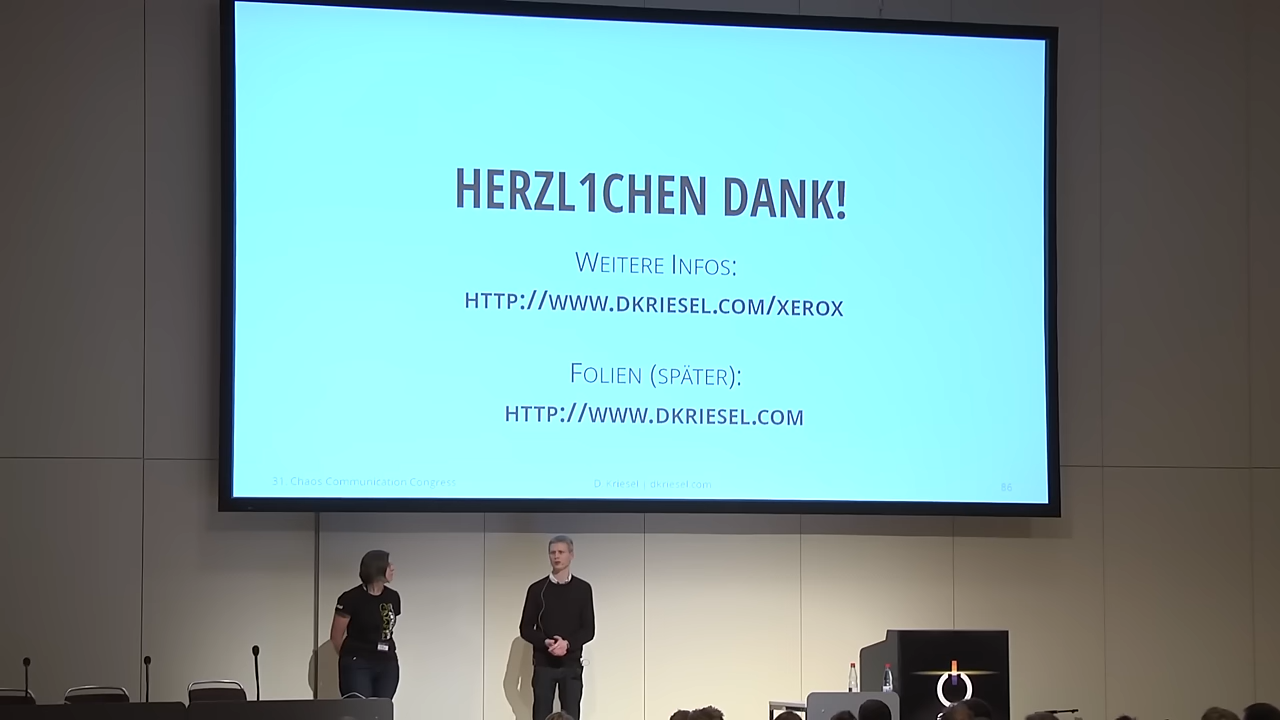 HERZL1CHEN DANK!
WEITERE INFOS:
HTTP://WWW.DKRIESEL.COM/XEROX
FOLIEN (SPÄTER):
HTTP://WWW.DKRIESEL.COM
31. Chaos Communication Congress
D. Kriesel | dkriesel.com